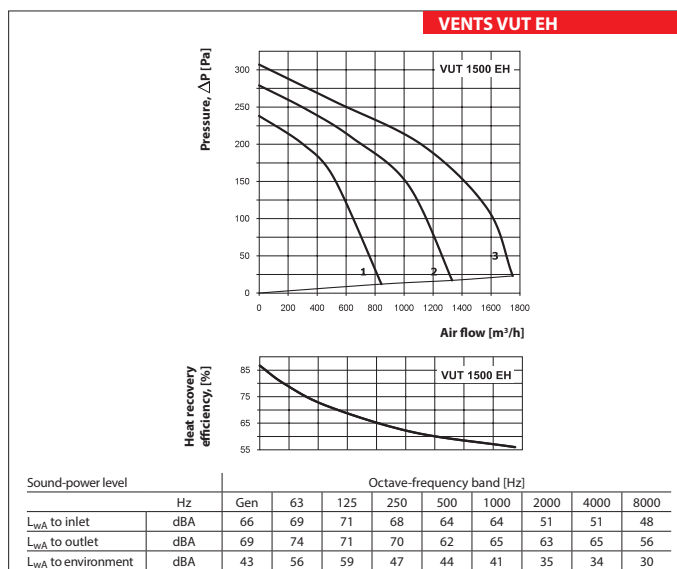 VENTS VUT EH
Pressure, △P [Pa]
VUT 1500 EH
300
250
200
150
100
50
0
1
2
3
0 200 400 600 800 1000 1200 1400 1600 1800
Air flow [m³/h]
Heat recovery
efficiency, [%]
VUT 1500 EH
85
75
65
55
Sound-power level Octave-frequency band [Hz]
Hz Gen 63 125 250 500 1000 2000 4000 8000
LwA to inlet dBA 66 69 71 68 64 64 51 51 48
LwA to outlet dBA 69 74 71 70 62 65 63 65 56
LwA to environment dBA 43 56 59 47 44 41 35 34 30